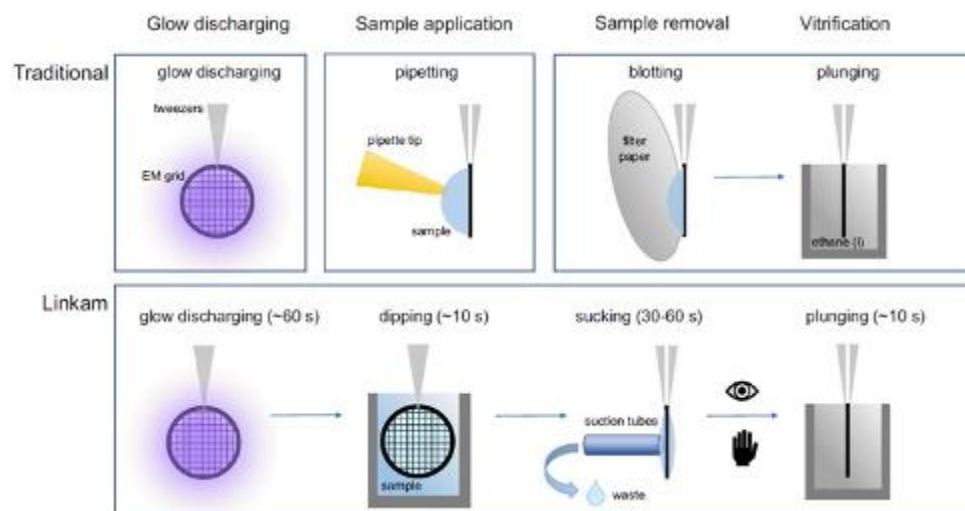 Glow discharging Sample application Sample removal Vitrification
Traditional
glow discharging
tweezers
EM grid
pipetting
pipette tip
sample
blotting
filter
paper
plunging
ethane (l)
Linkam
glow discharging (~60 s)
dipping (~10 s)
sample
sucking (30-60 s)
suction tubes
waste
plunging (~10 s)